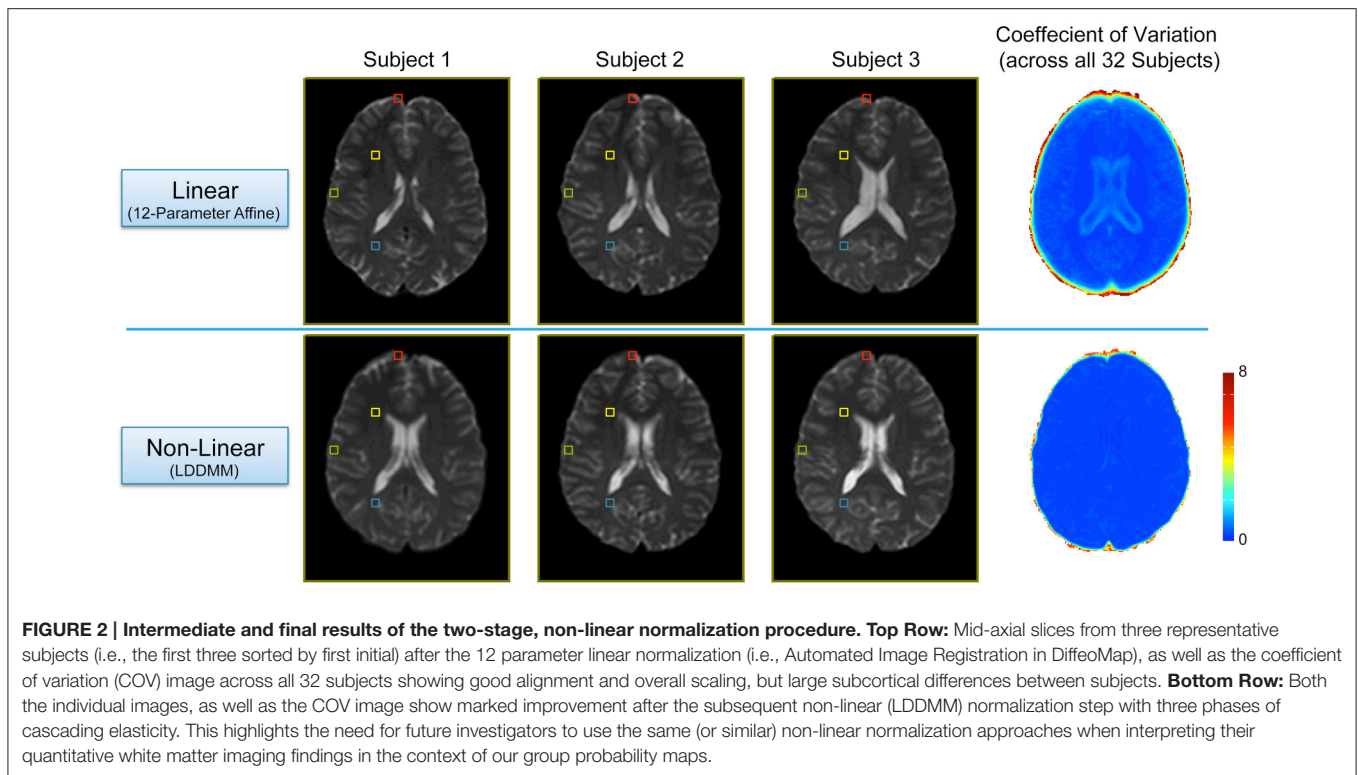 Subject 1
Subject 2
Subject 3
Coeffecient of Variation
(across all 32 Subjects)
Linear
(12-Parameter Affine)
Non-Linear
(LDDMM)
8
0
FIGURE 2 | Intermediate and final results of the two-stage, non-linear normalization procedure. Top Row: Mid-axial slices from three representative
subjects (i.e., the first three sorted by first initial) after the 12 parameter linear normalization (i.e., Automated Image Registration in DiffeoMap), as well as the coefficient
of variation (COV) image across all 32 subjects showing good alignment and overall scaling, but large subcortical differences between subjects. Bottom Row: Both
the individual images, as well as the COV image show marked improvement after the subsequent non-linear (LDDMM) normalization step with three phases of
cascading elasticity. This highlights the need for future investigators to use the same (or similar) non-linear normalization approaches when interpreting their
quantitative white matter imaging findings in the context of our group probability maps.